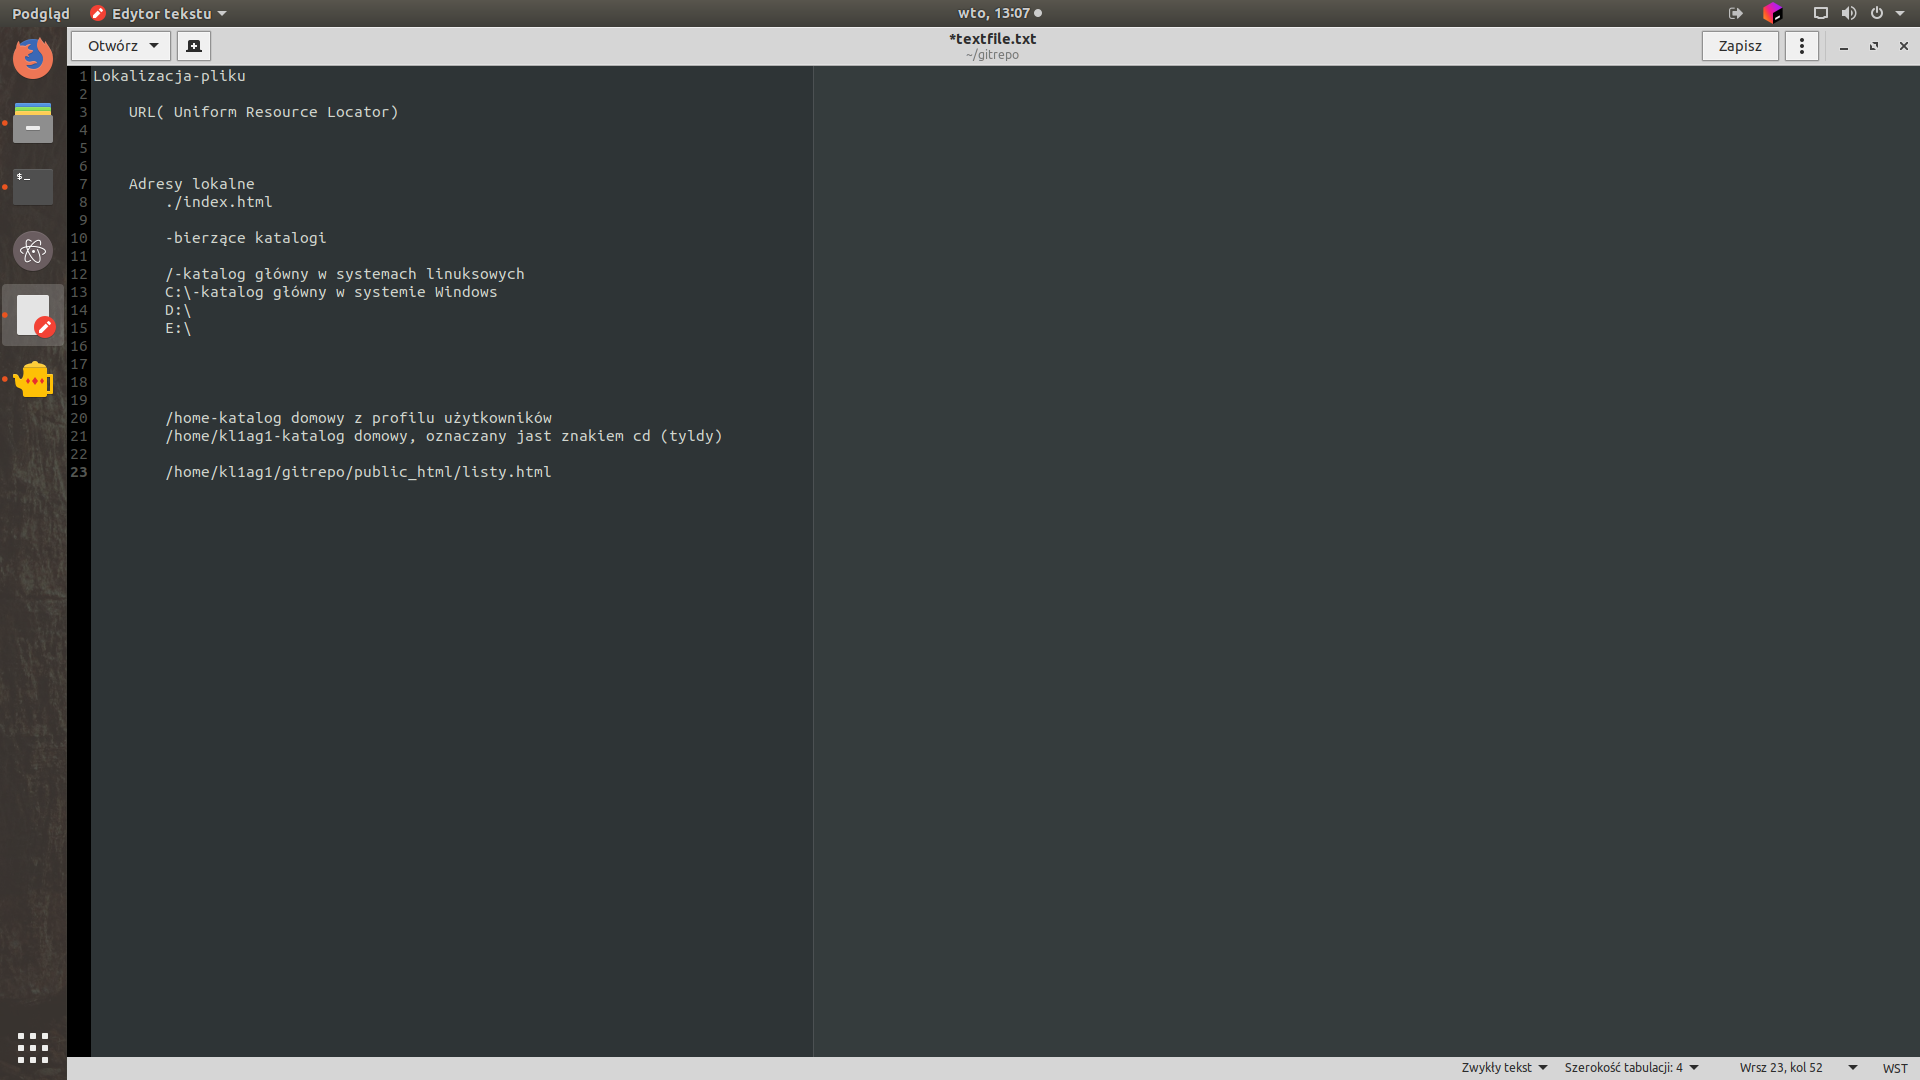 Podgląd
Edytor tekstu
wto, 13:07
Otwórz
*textfile.txt
~/gitrepo
Zapisz
1 Lokalizacja-pliku
2
3 URL( Uniform Resource Locator)
4
5
6
7 Adresy lokalne
8 ./index.html
9
10 -bierzące katalogi
11
12 /-katalog główny w systemach linuksowych
13 C:\-katalog główny w systemie Windows
14 D:\
15 E:\
16
17
18
19
20 /home-katalog domowy z profilu użytkowników
21 /home/kl1ag1-katalog domowy, oznaczany jast znakiem cd (tyldy)
22
23 /home/kl1ag1/gitrepo/public_html/listy.html
Zwykły tekst
Szerokość tabulacji: 4
Wrsz 23, kol 52
WST